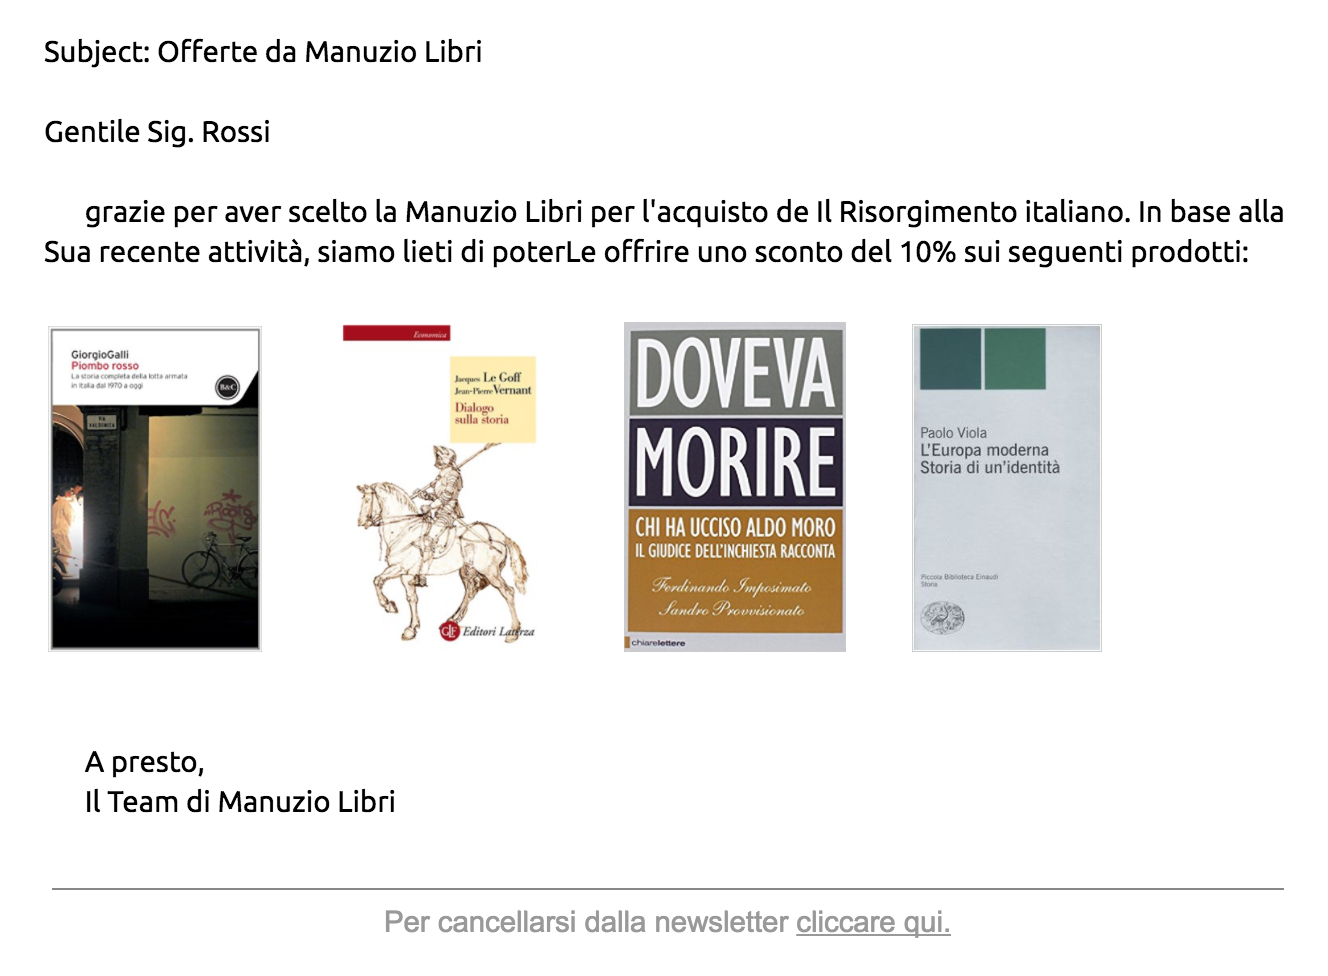 Subject: Offerte da Manuzio Libri
Gentile Sig. Rossi
grazie per aver scelto la Manuzio Libri per l'acquisto de Il Risorgimento italiano. In base alla
Sua recente attività, siamo lieti di poterLe offrire uno sconto del 10% sui seguenti prodotti:
GiorgioGalli
Piombo rosso
La storia completa della lotta armata
in Italia dal 1970 a oggi
B&C
VIA
Economica
Jacques Le Goff
Jean-Pierre Vernant
Dialogo
sulla storia
GLF Editori Laterza
DOVEVA
MORIRE
CHI HA UCCISO ALDO MORO
IL GIUDICE DELL'INCHIESTA RACCONTA
Ferdinando Imposimato
Sandro Provvisionato
chiarelettere
Paolo Viola
L'Europa moderna
Storia di un'identità
Piccola Biblioteca Einaudi
Storia
A presto,
Il Team di Manuzio Libri
Per cancellarsi dalla newsletter cliccare qui.